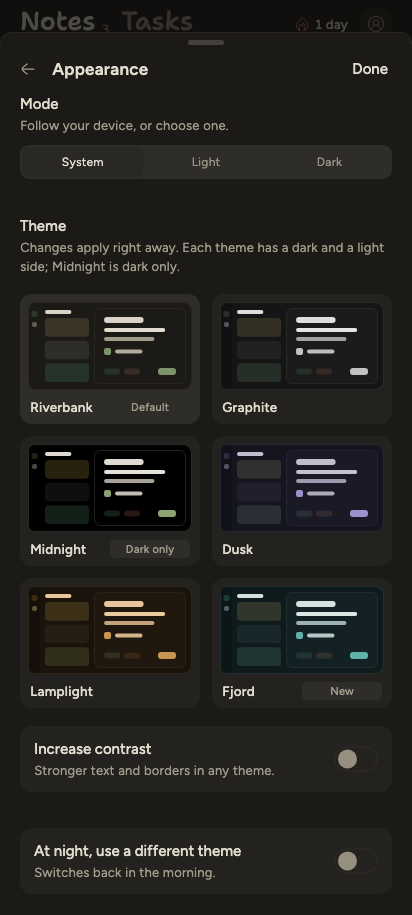 Notes 3 Tasks
1 day
Appearance
Done
Mode
Follow your device, or choose one.
System
Light
Dark
Theme
Changes apply right away. Each theme has a dark and a light
side; Midnight is dark only.
Riverbank
Default
Graphite
Midnight
Dark only
Dusk
Lamplight
Fjord
New
Increase contrast
Stronger text and borders in any theme.
At night, use a different theme
Switches back in the morning.